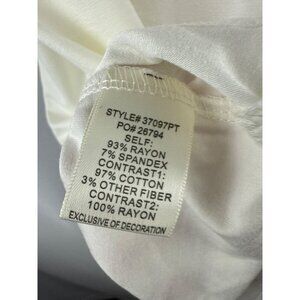 STYLE# 37097PT
PO# 26794
SELF:
93% RAYON
7% SPANDEX
CONTRAST1:
97% COTTON
3% OTHER FIBER
CONTRAST2:
100% RAYON
EXCLUSIVE OF DECORATION